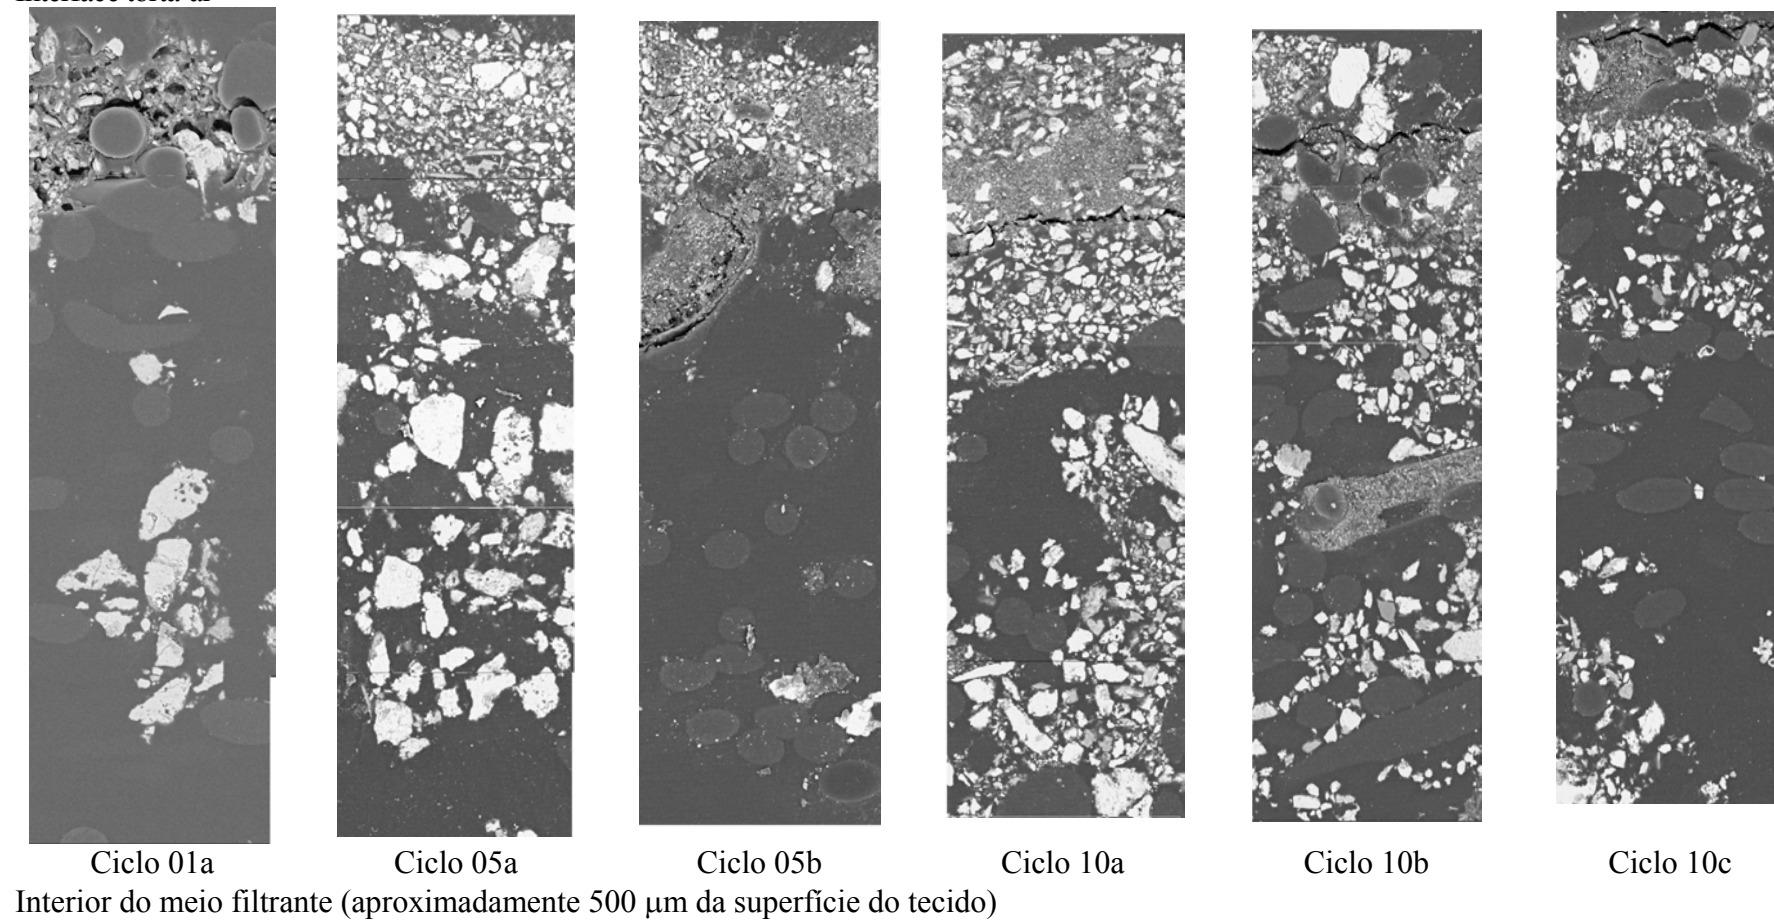 Ciclo 01a Ciclo 05a Ciclo 05b Ciclo 10a Ciclo 10b Ciclo 10c
Interior do meio filtrante (aproximadamente 500 μm da superfície do tecido)